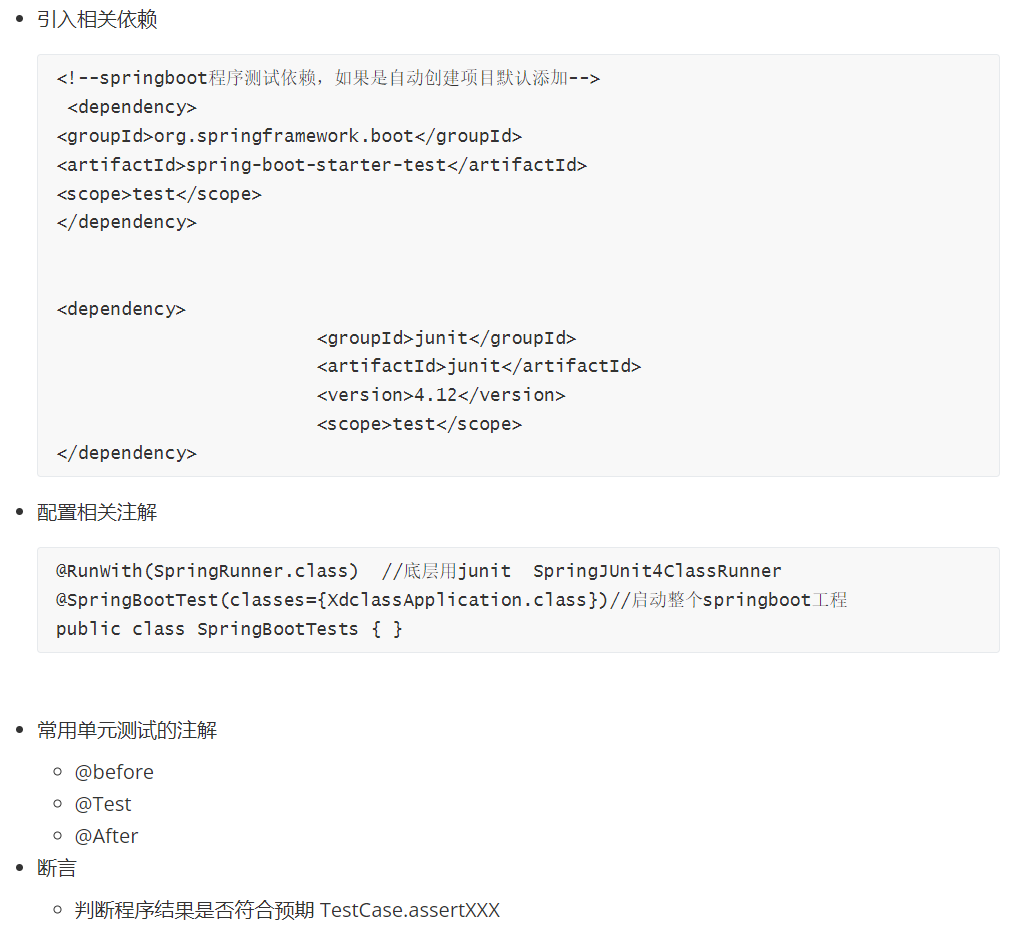 引入相关依赖
<!--springboot程序测试依赖，如果是自动创建项目默认添加-->
<dependency>
<groupId>org.springframework.boot</groupId>
<artifactId>spring-boot-starter-test</artifactId>
<scope>test</scope>
</dependency>
<dependency>
<groupId>junit</groupId>
<artifactId>junit</artifactId>
<version>4.12</version>
<scope>test</scope>
</dependency>
配置相关注解
@RunWith(SpringRunner.class)  //底层用junit  SpringJUnit4ClassRunner
@SpringBootTest(classes={XdclassApplication.class})//启动整个springboot工程
public class SpringBootTests { }
常用单元测试的注解
@before
@Test
@After
断言
判断程序结果是否符合预期 TestCase.assertXXX